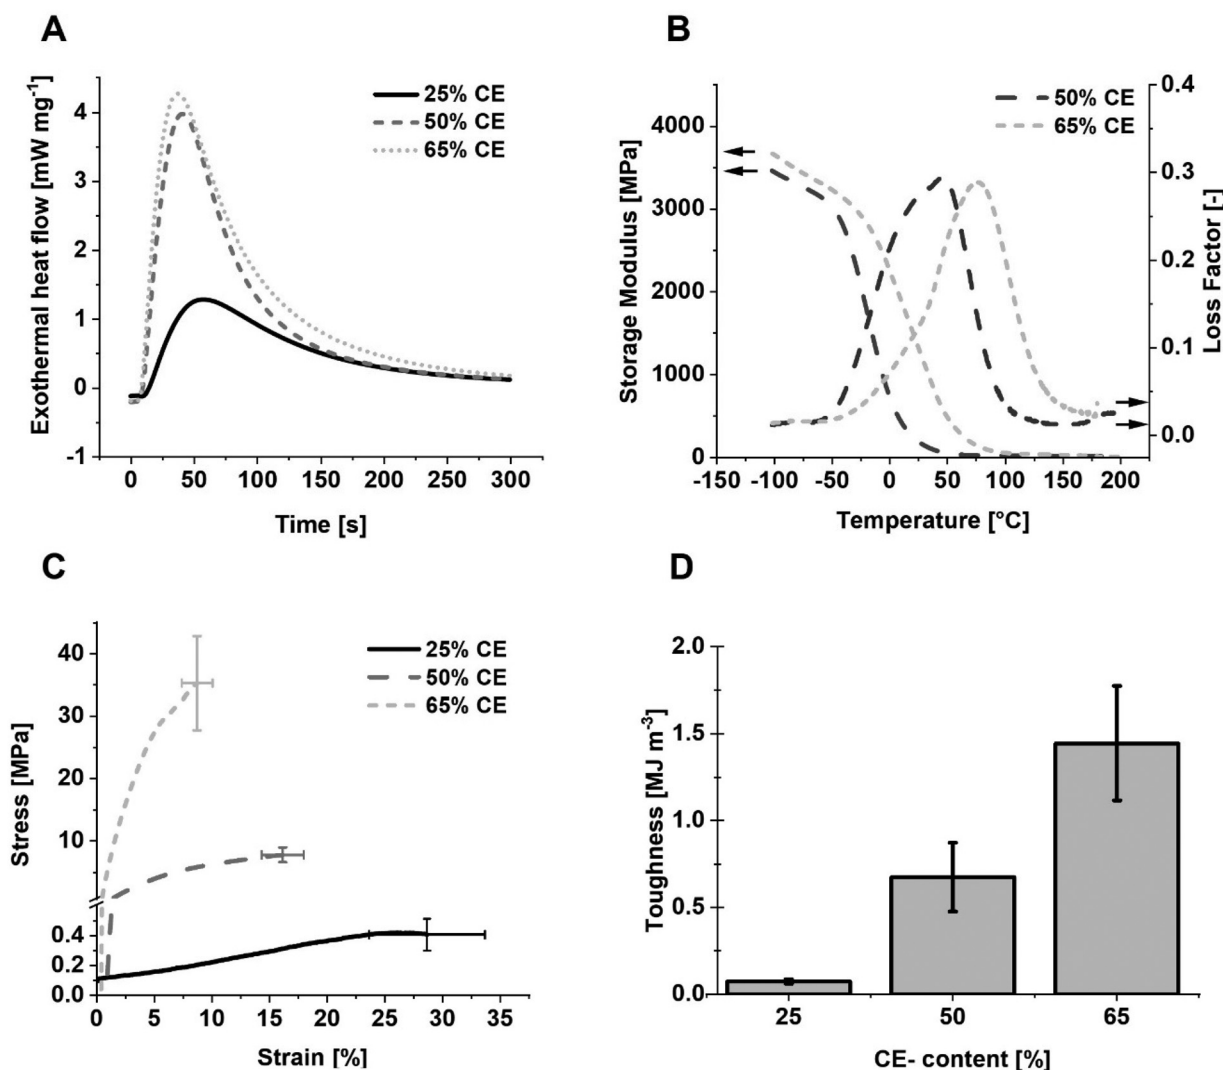 A
Exothermal heat flow [mW mg⁻¹]
4
3
2
1
0
-1
0 50 100 150 200 250 300
Time [s]
25% CE
50% CE
65% CE
B
Storage Modulus [MPa]
4000
3000
2000
1000
0
-150 -100 -50 0 50 100 150 200
Temperature [°C]
50% CE
65% CE
0.4
0.3
0.2
0.1
0.0
Loss Factor [-]
C
Stress [MPa]
40
30
20
10
0.4
0.2
0.0
0 5 10 15 20 25 30 35
Strain [%]
25% CE
50% CE
65% CE
D
Toughness [MJ m⁻³]
2.0
1.5
1.0
0.5
0.0
25 50 65
CE- content [%]